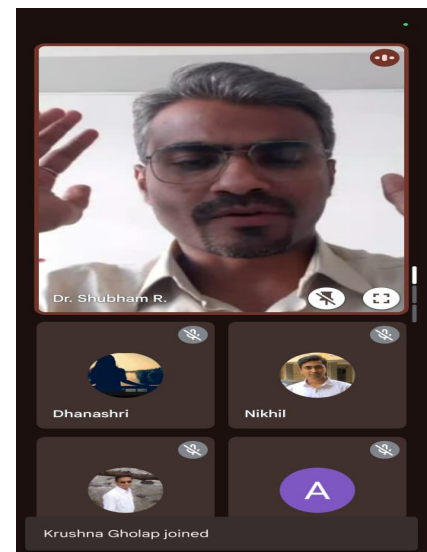 Dr. Shubham R.
Dhanashri
Nikhil
A
Krushna Gholap joined